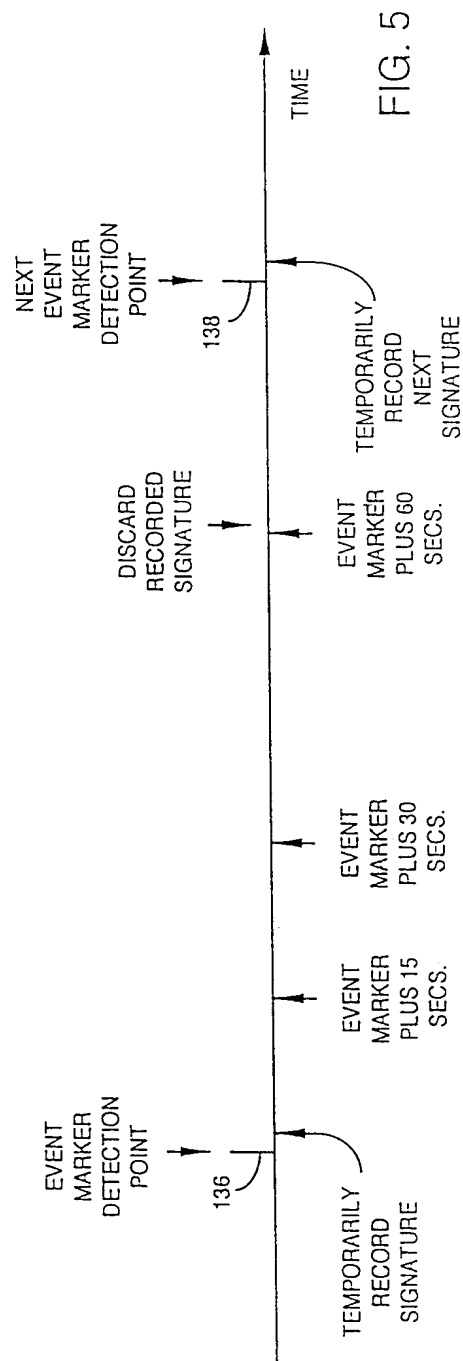 EVENT
MARKER
DETECTION
POINT
136
TEMPORARILY
RECORD
SIGNATURE
EVENT
MARKER
PLUS 15
SECS.
EVENT
MARKER
PLUS 30
SECS.
DISCARD
RECORDED
SIGNATURE
EVENT
MARKER
PLUS 60
SECS.
NEXT
EVENT
MARKER
DETECTION
POINT
138
TEMPORARILY
RECORD
NEXT
SIGNATURE
TIME
FIG. 5